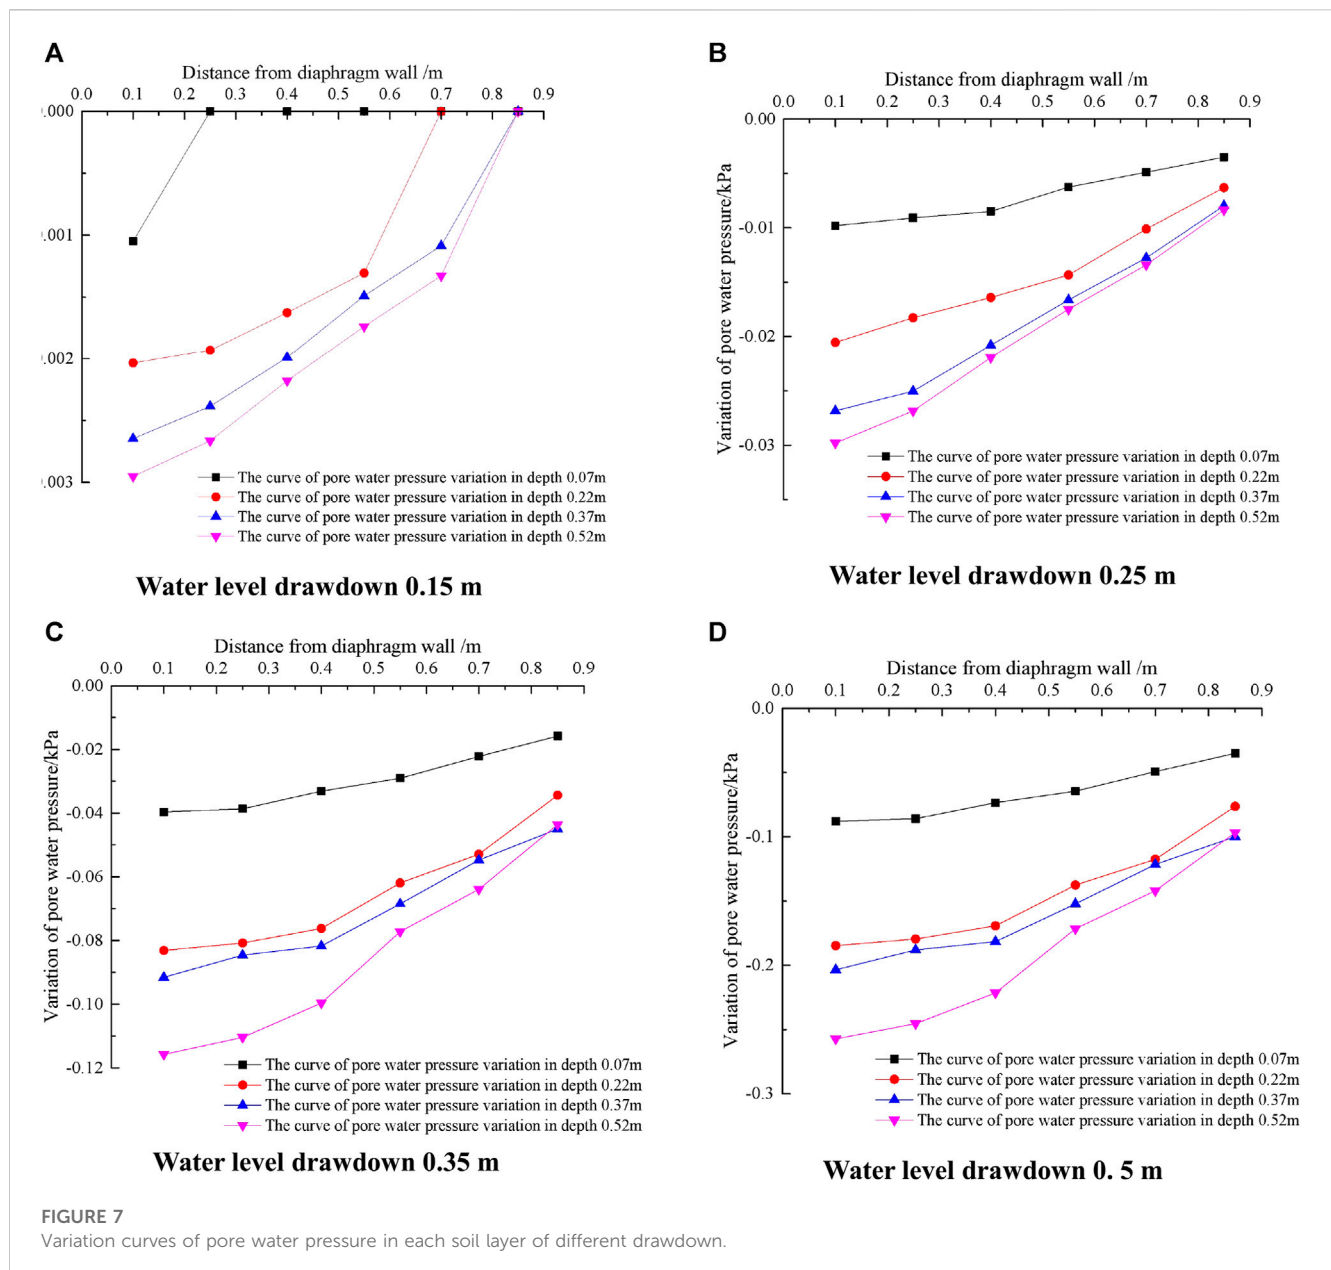 A
Distance from diaphragm wall /m
0.0 0.1 0.2 0.3 0.4 0.5 0.6 0.7 0.8 0.9
0.000
0.001
0.002
0.003
The curve of pore water pressure variation in depth 0.07m
The curve of pore water pressure variation in depth 0.22m
The curve of pore water pressure variation in depth 0.37m
The curve of pore water pressure variation in depth 0.52m
Water level drawdown 0.15 m
B
Distance from diaphragm wall /m
0.0 0.1 0.2 0.3 0.4 0.5 0.6 0.7 0.8 0.9
0.00
-0.01
-0.02
-0.03
Variation of pore water pressure/kPa
The curve of pore water pressure variation in depth 0.07m
The curve of pore water pressure variation in depth 0.22m
The curve of pore water pressure variation in depth 0.37m
The curve of pore water pressure variation in depth 0.52m
Water level drawdown 0.25 m
C
Distance from diaphragm wall /m
0.0 0.1 0.2 0.3 0.4 0.5 0.6 0.7 0.8 0.9
0.00
-0.02
-0.04
-0.06
-0.08
-0.10
-0.12
Variation of pore water pressure/kPa
The curve of pore water pressure variation in depth 0.07m
The curve of pore water pressure variation in depth 0.22m
The curve of pore water pressure variation in depth 0.37m
The curve of pore water pressure variation in depth 0.52m
Water level drawdown 0.35 m
D
Distance from diaphragm wall /m
0.0 0.1 0.2 0.3 0.4 0.5 0.6 0.7 0.8 0.9
0.0
-0.1
-0.2
-0.3
Variation of pore water pressure/kPa
The curve of pore water pressure variation in depth 0.07m
The curve of pore water pressure variation in depth 0.22m
The curve of pore water pressure variation in depth 0.37m
The curve of pore water pressure variation in depth 0.52m
Water level drawdown 0. 5 m
FIGURE 7
Variation curves of pore water pressure in each soil layer of different drawdown.